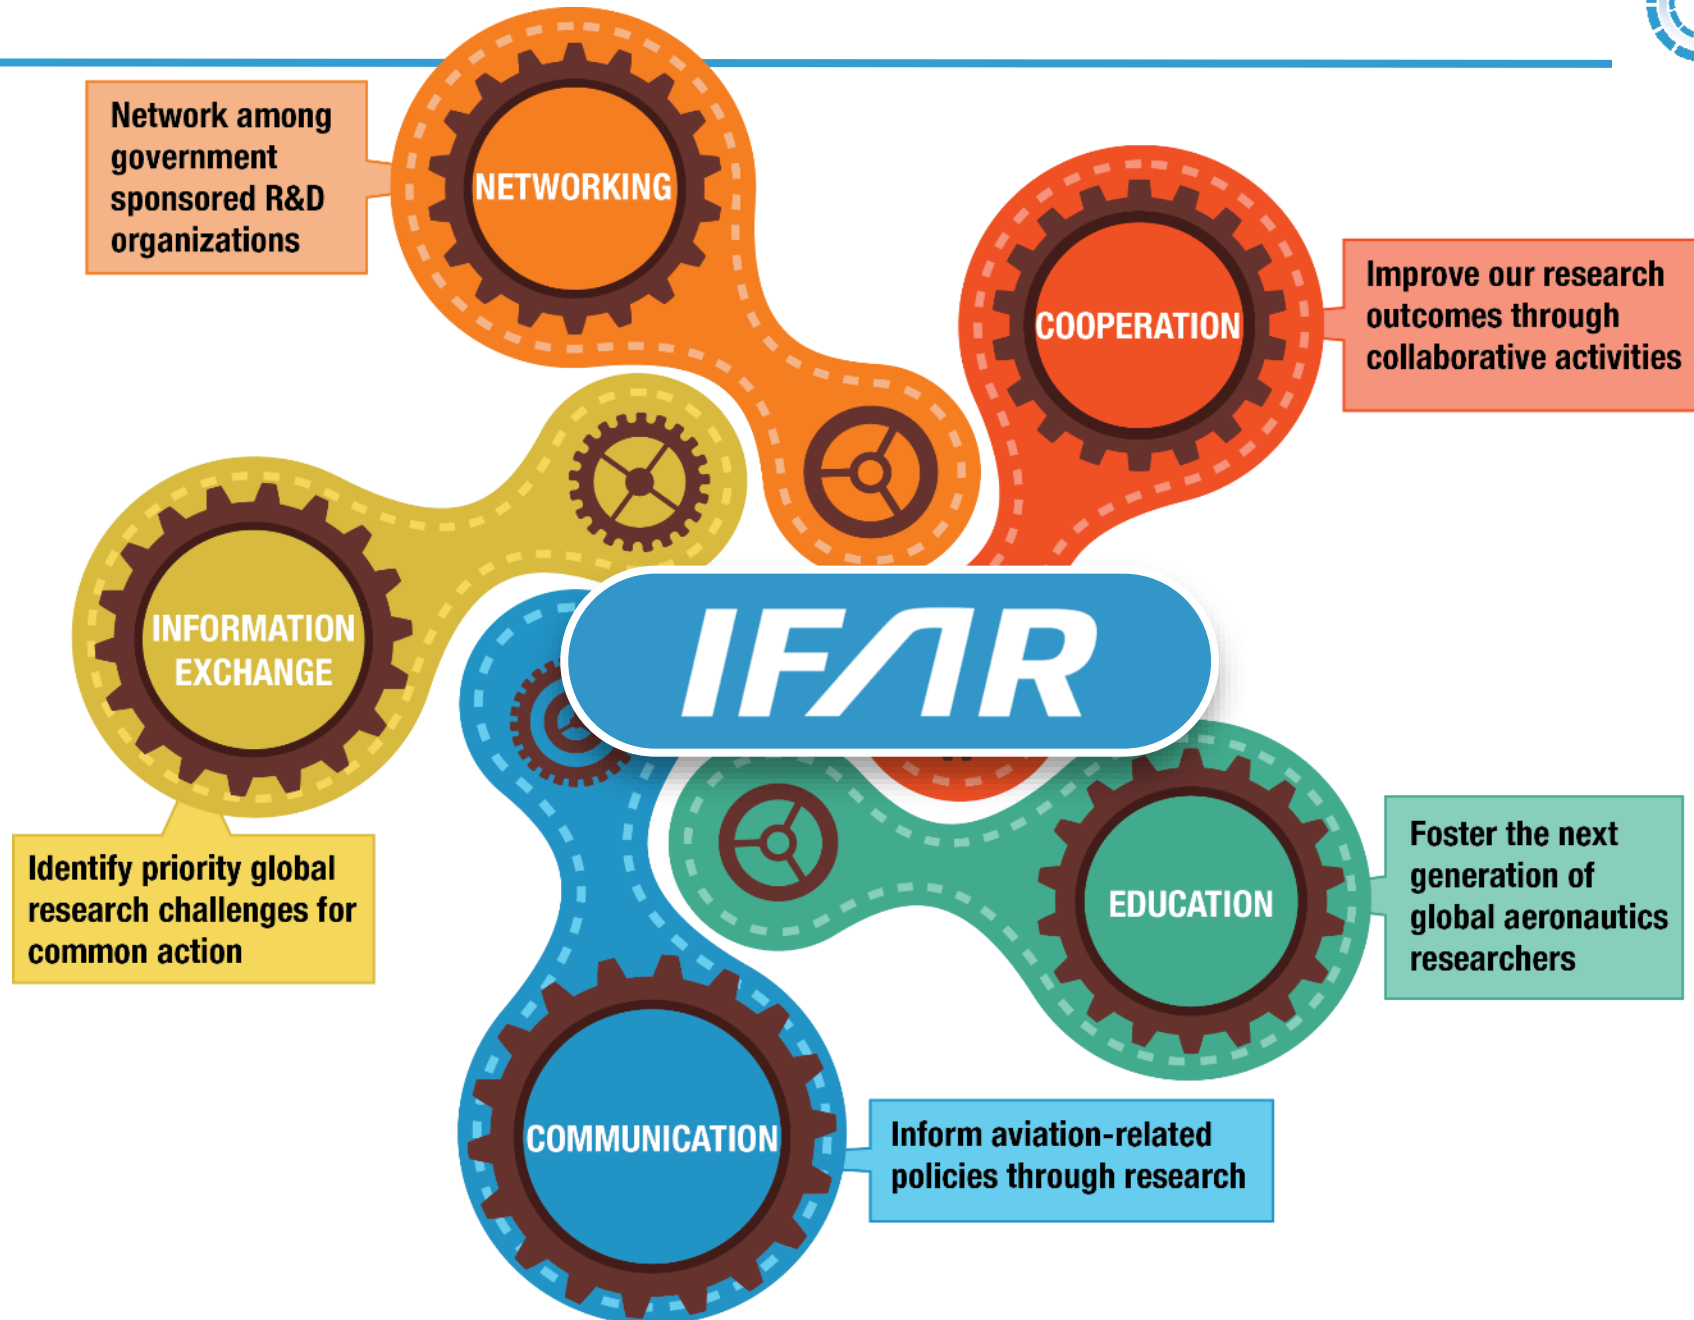 Network among
government
sponsored R&D
organizations
NETWORKING
COOPERATION
Improve our research
outcomes through
collaborative activities
INFORMATION
EXCHANGE
IFAR
Identify priority global
research challenges for
common action
EDUCATION
Foster the next
generation of
global aeronautics
researchers
COMMUNICATION
Inform aviation-related
policies through research